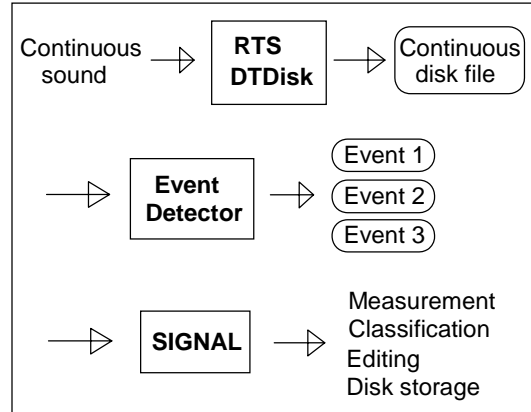 Continuous
sound
RTS
DTDisk
Continuous
disk file
Event
Detector
Event 1
Event 2
Event 3
SIGNAL
Measurement
Classification
Editing
Disk storage